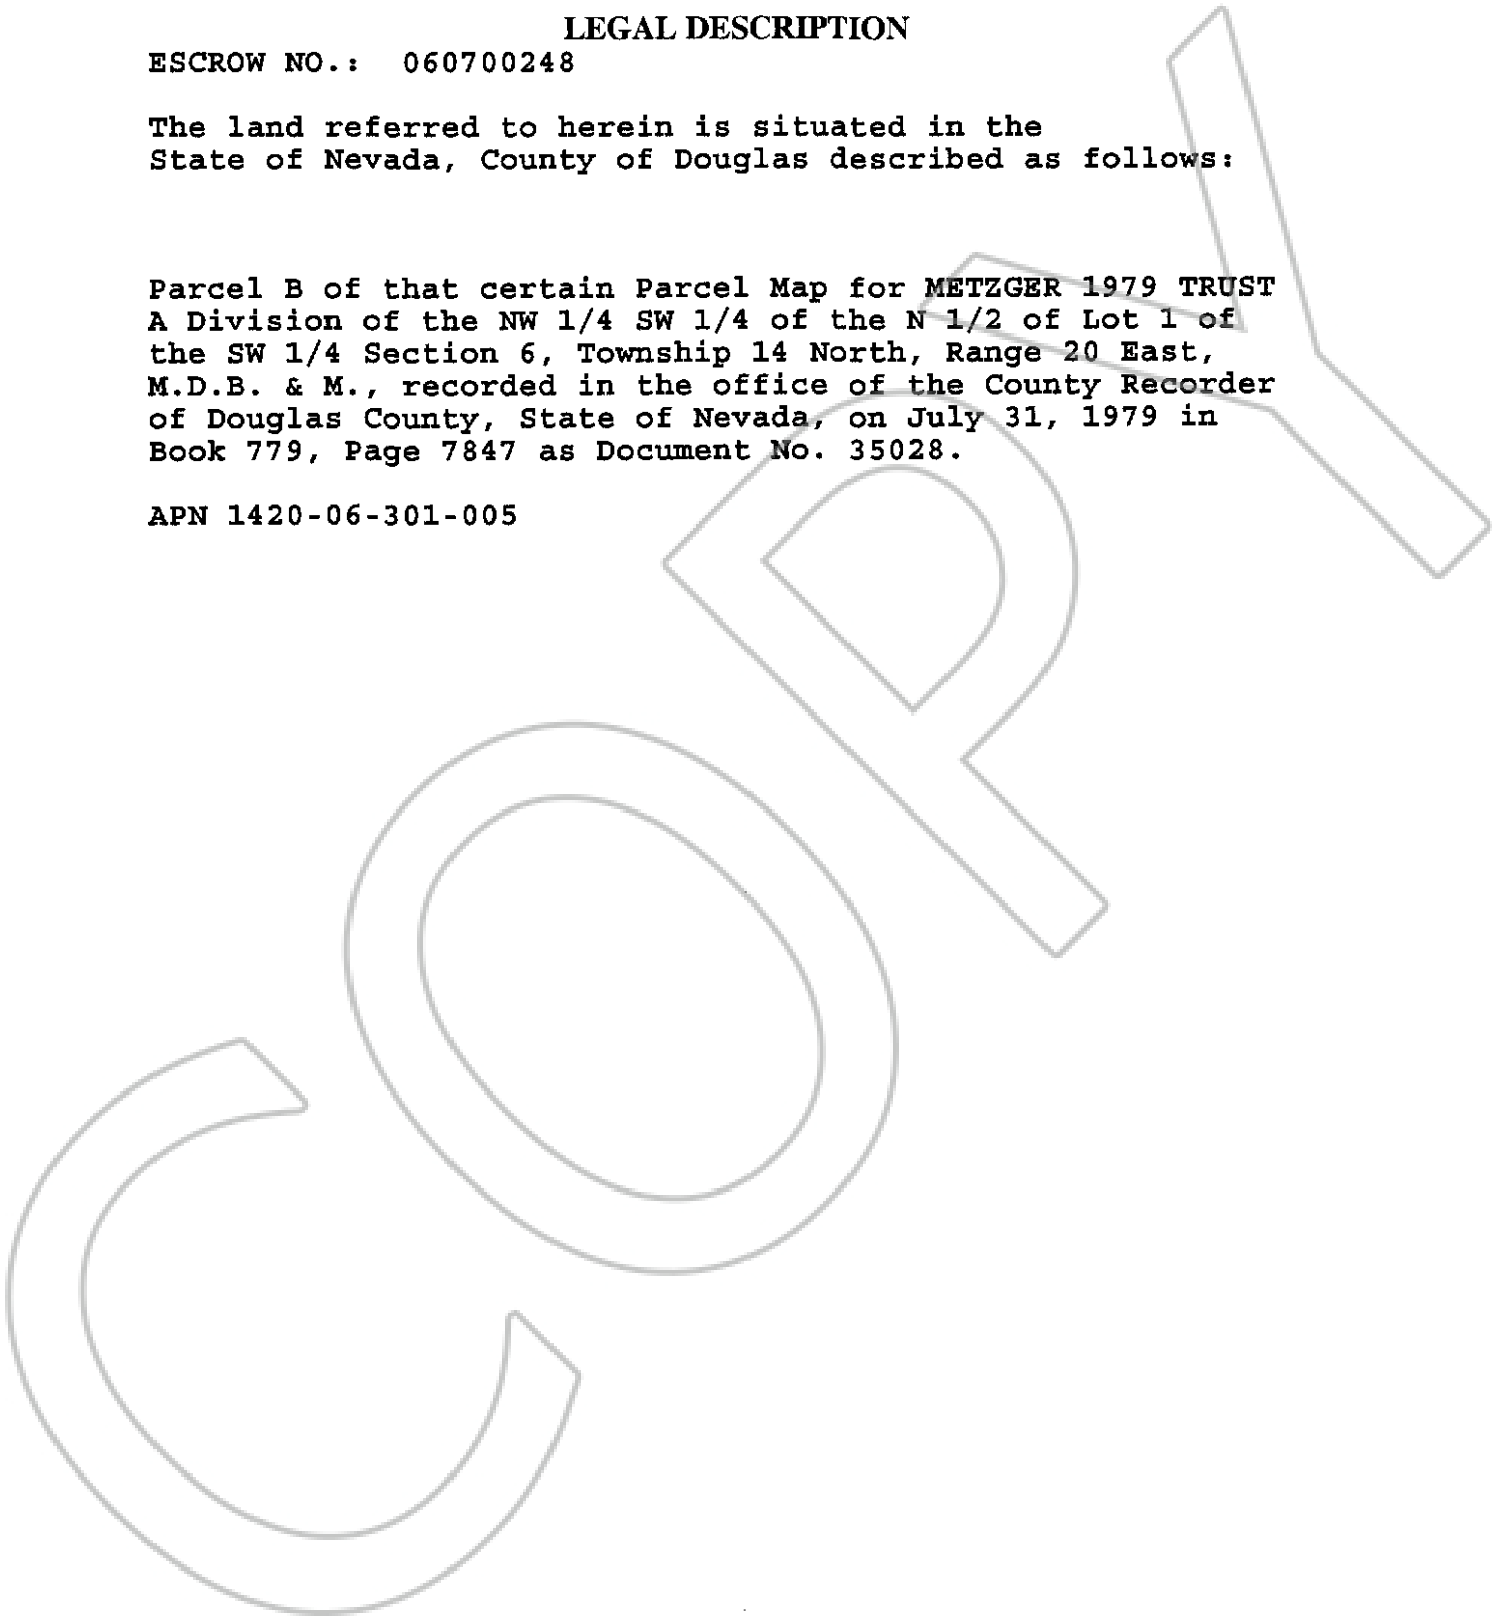 LEGAL DESCRIPTION
ESCROW NO.: 060700248
The land referred to herein is situated in the
State of Nevada, County of Douglas described as follows:
Parcel B of that certain Parcel Map for METZGER 1979 TRUST
A Division of the NW 1/4 SW 1/4 of the N 1/2 of Lot 1 of
the SW 1/4 Section 6, Township 14 North, Range 20 East,
M.D.B. & M., recorded in the office of the County Recorder
of Douglas County, State of Nevada, on July 31, 1979 in
Book 779, Page 7847 as Document No. 35028.
APN 1420-06-301-005
COPY